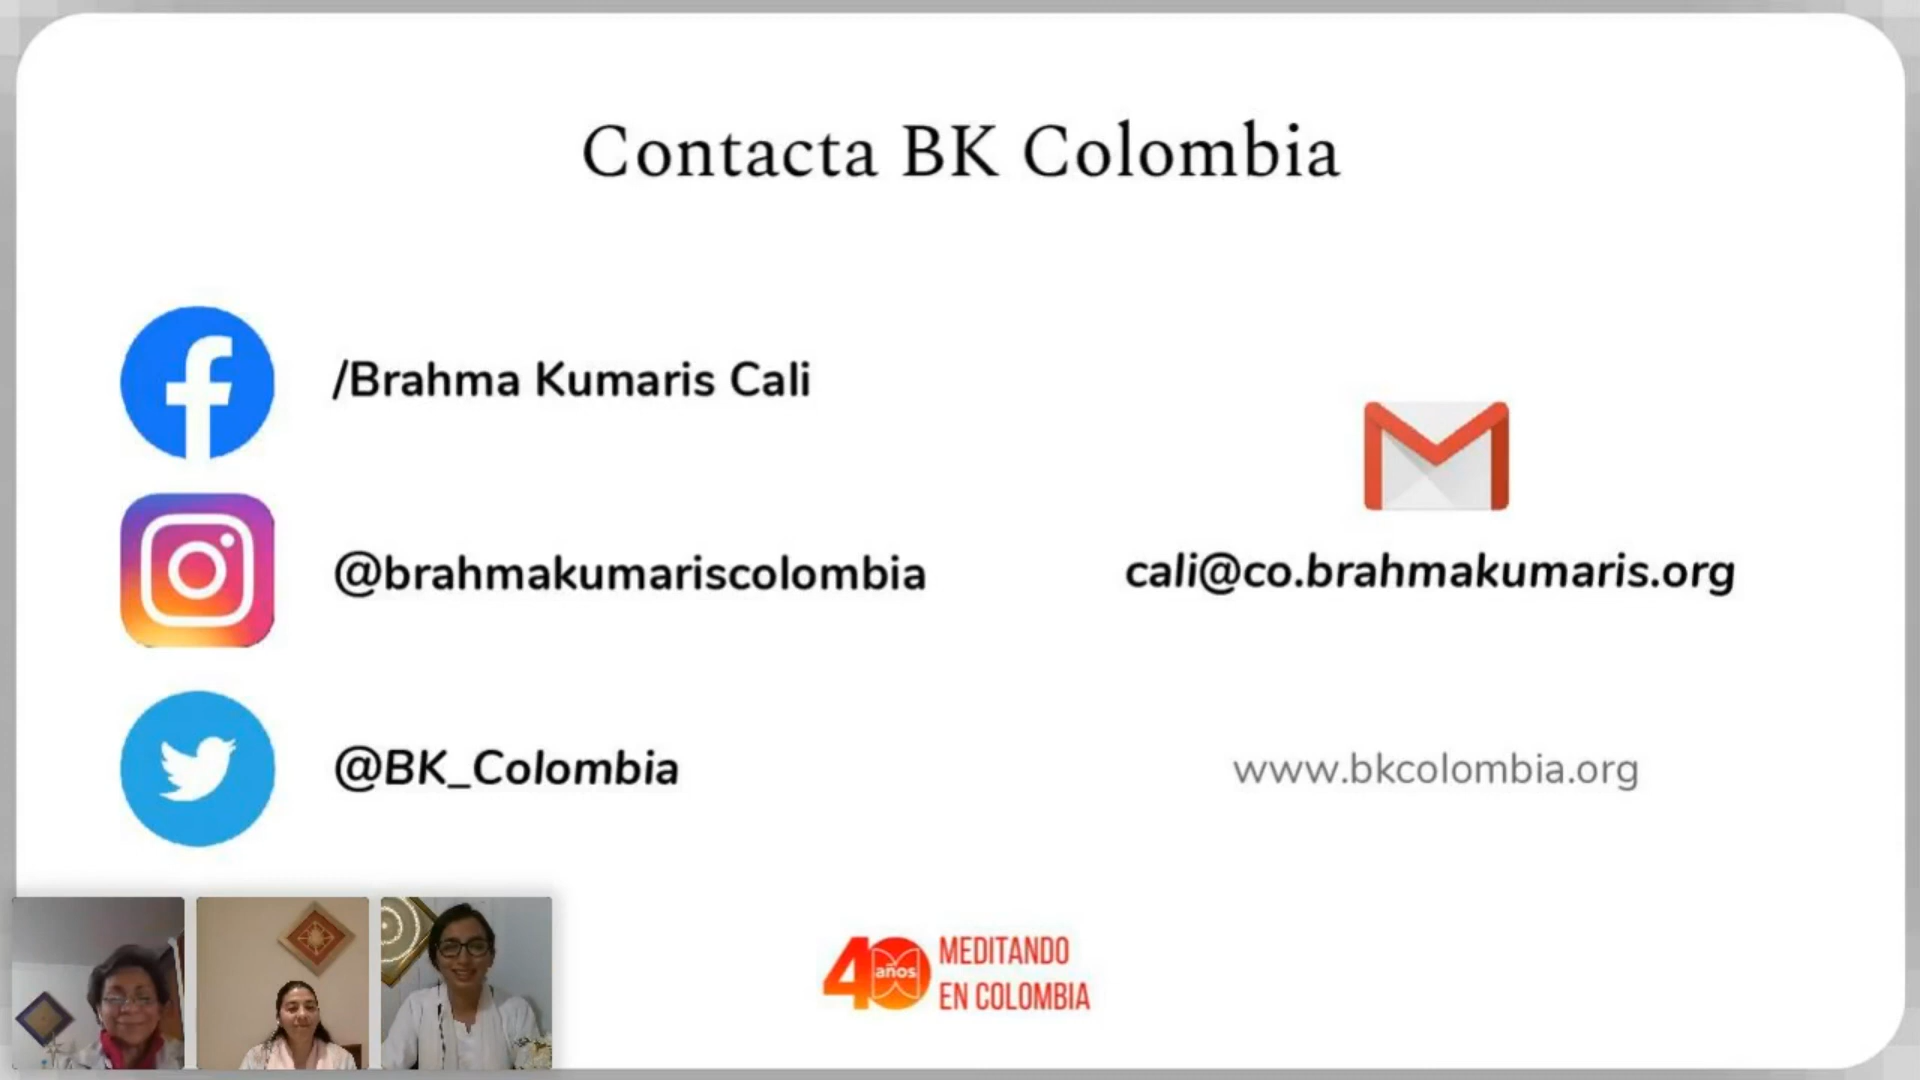 Contacta BK Colombia
/Brahma Kumaris Cali
@brahmakumariscolombia
@BK_Colombia
cali@co.brahmakumaris.org
www.bkcolombia.org
40 años
MEDITANDO
EN COLOMBIA